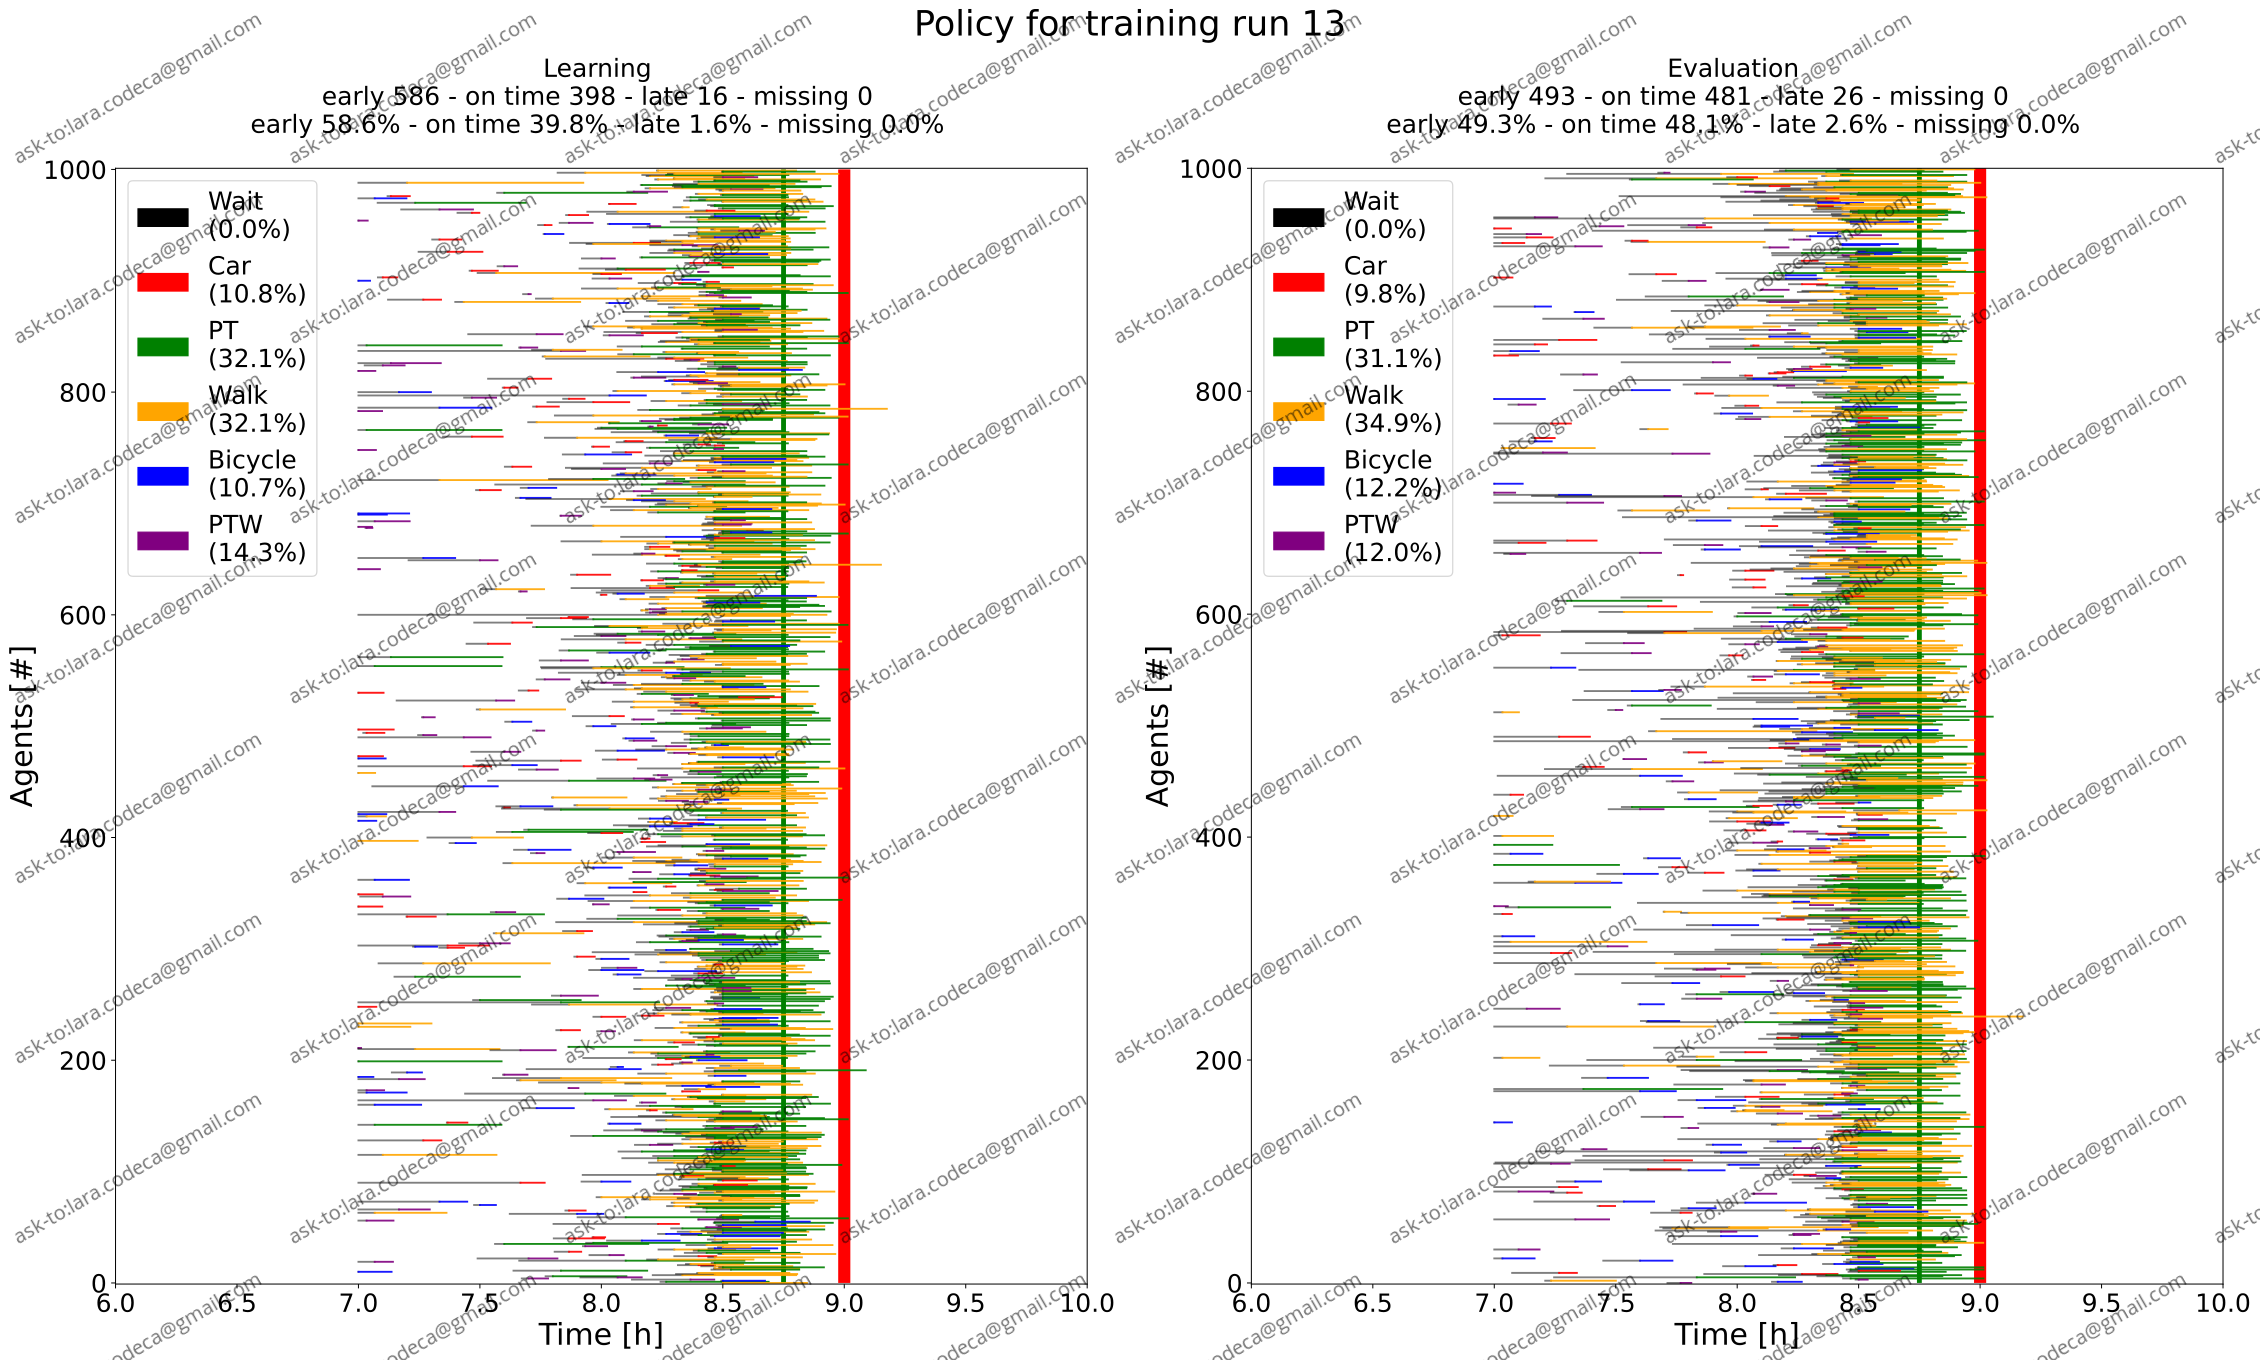 Policy for training run 13
Learning
early 586 - on time 398 - late 16 - missing 0
early 58.6% - on time 39.8% - late 1.6% - missing 0.0%
Agents [#]
1000
800
600
400
200
0
Wait
(0.0%)
Car
(10.8%)
PT
(32.1%)
Walk
(32.1%)
Bicycle
(10.7%)
PTW
(14.3%)
6.0 6.5 7.0 7.5 8.0 8.5 9.0 9.5 10.0
Time [h]
Evaluation
early 493 - on time 481 - late 26 - missing 0
early 49.3% - on time 48.1% - late 2.6% - missing 0.0%
Agents [#]
1000
800
600
400
200
0
Wait
(0.0%)
Car
(9.8%)
PT
(31.1%)
Walk
(34.9%)
Bicycle
(12.2%)
PTW
(12.0%)
6.0 6.5 7.0 7.5 8.0 8.5 9.0 9.5 10.0
Time [h]
ask-to:lara.codeca@gmail.com